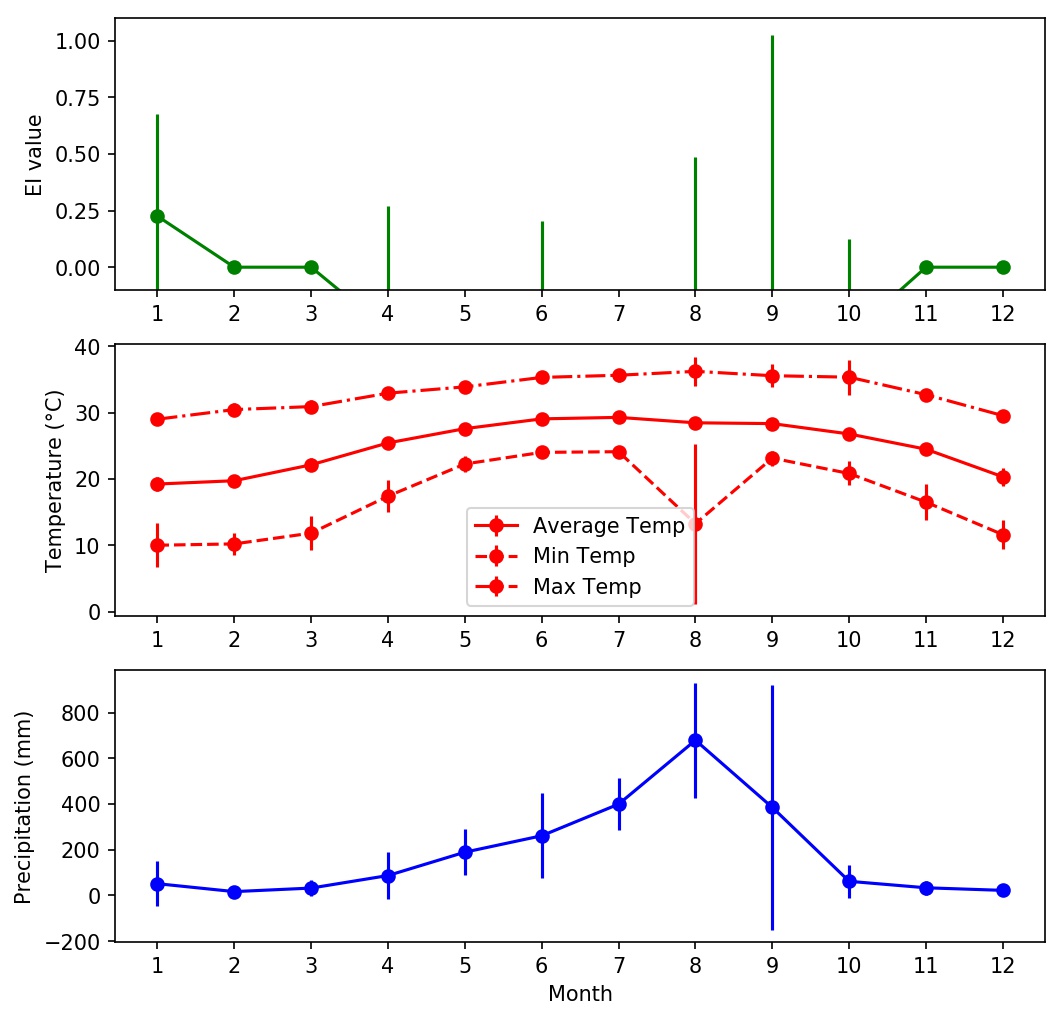 EI value
1.00
0.75
0.50
0.25
0.00
1 2 3 4 5 6 7 8 9 10 11 12
Temperature (°C)
40
30
20
10
0
Average Temp
Min Temp
Max Temp
1 2 3 4 5 6 7 8 9 10 11 12
Precipitation (mm)
800
600
400
200
0
−200
1 2 3 4 5 6 7 8 9 10 11 12
Month